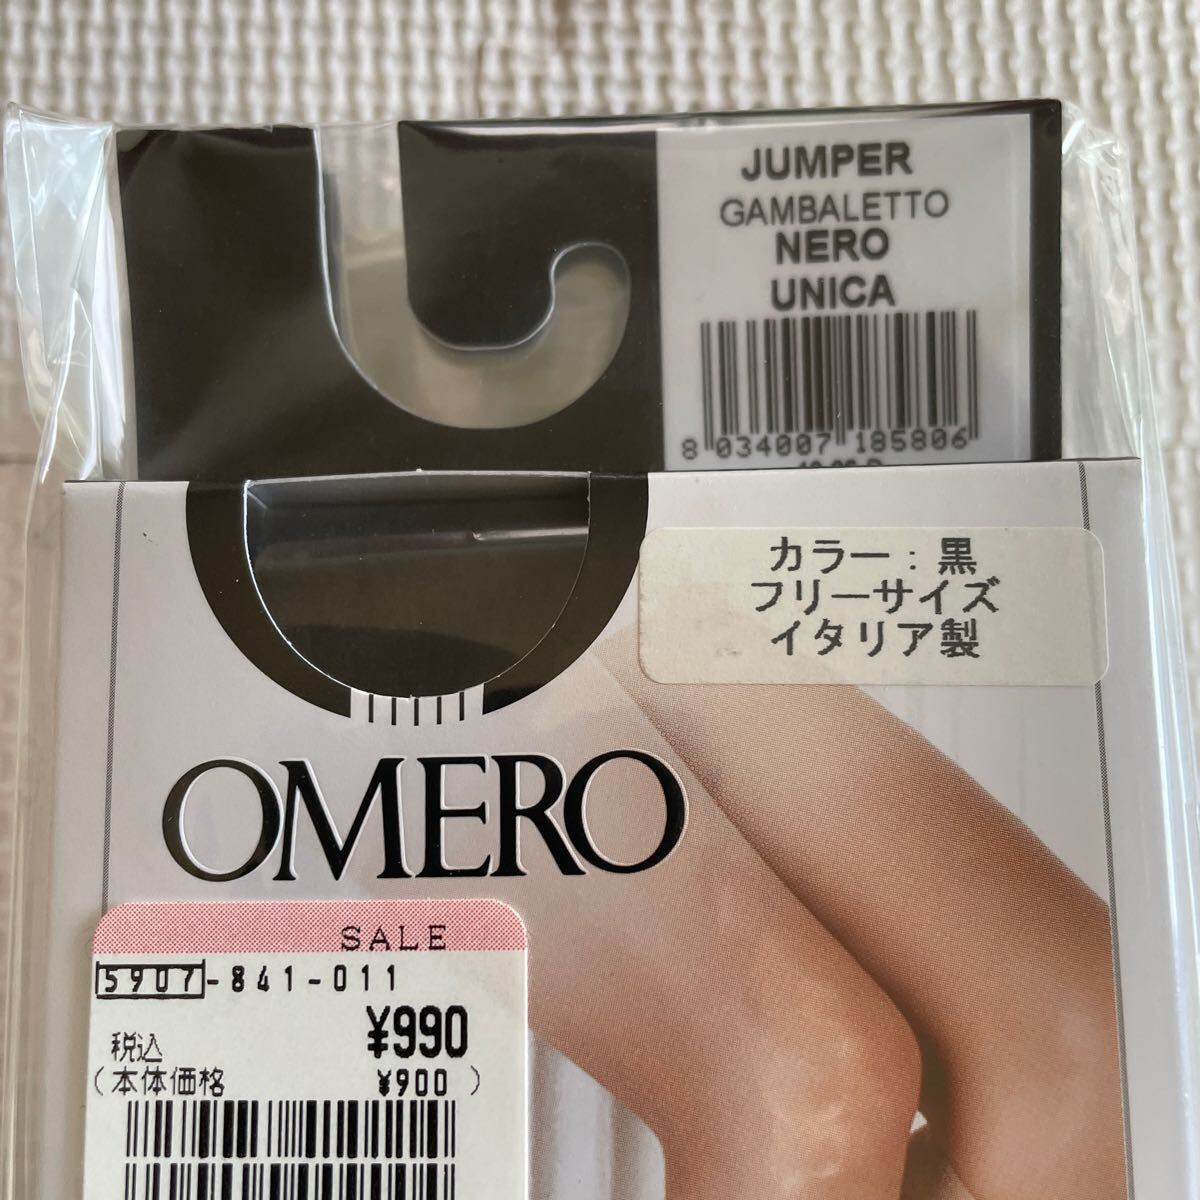 JUMPER
GAMBALETTO
NERO
UNICA
8 034007 185806
カラー：黒
フリーサイズ
イタリア製
OMERO
SALE
5907-841-011
¥990
税込
(本体価格 ¥900 )